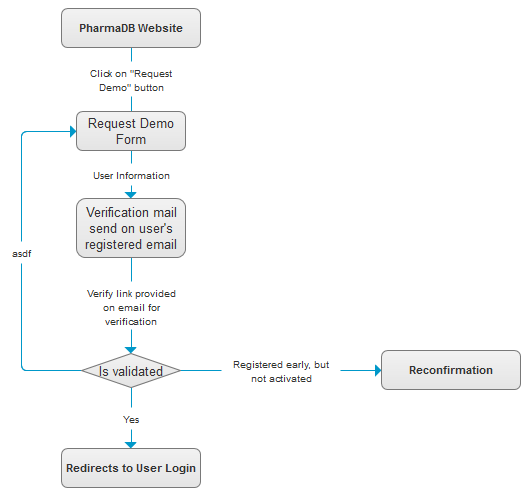 PharmaDB Website
Click on "Request
Demo" button
Request Demo
Form
User Information
Verification mail
send on user's
registered email
asdf
Verify link provided
on email for
verification
Is validated
Registered early, but
not activated
Reconfirmation
Yes
Redirects to User Login